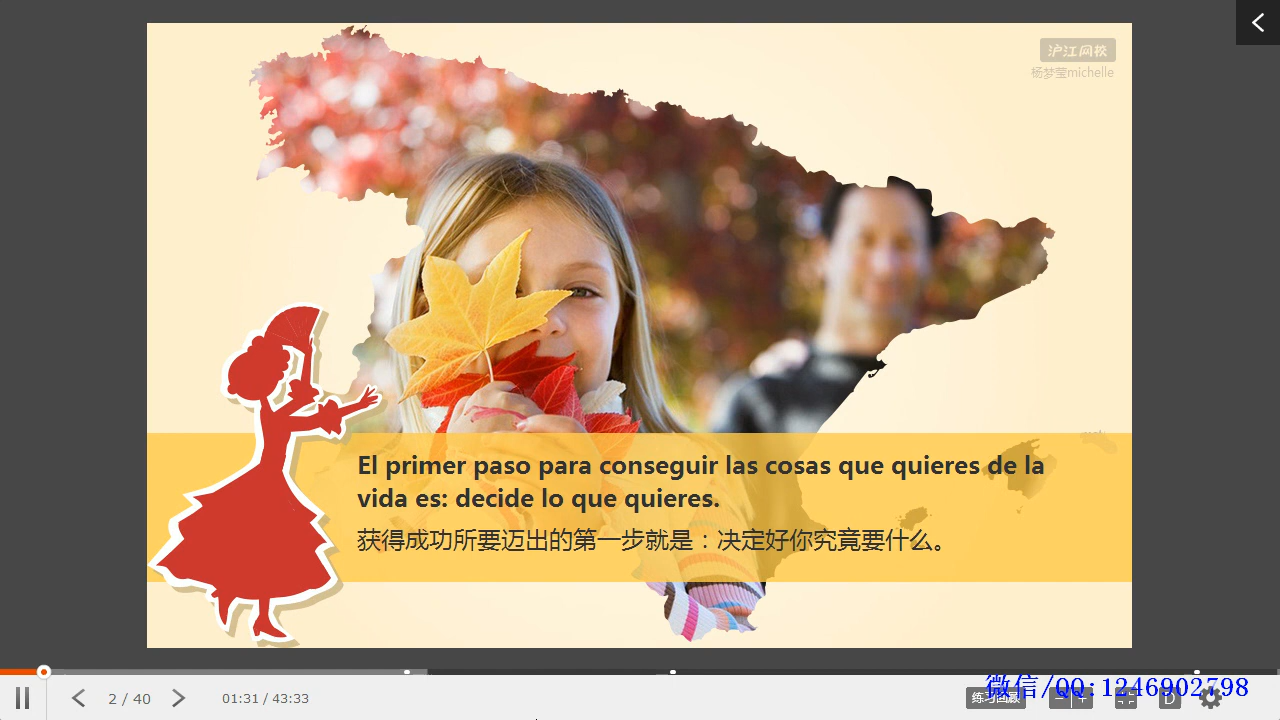 沪江网校
杨梦莹michelle
El primer paso para conseguir las cosas que quieres de la
vida es: decide lo que quieres.
获得成功所要迈出的第一步就是：决定好你究竟要什么。
2 / 40
01:31 / 43:33
练习回顾
微信/QQ:1246902798
D